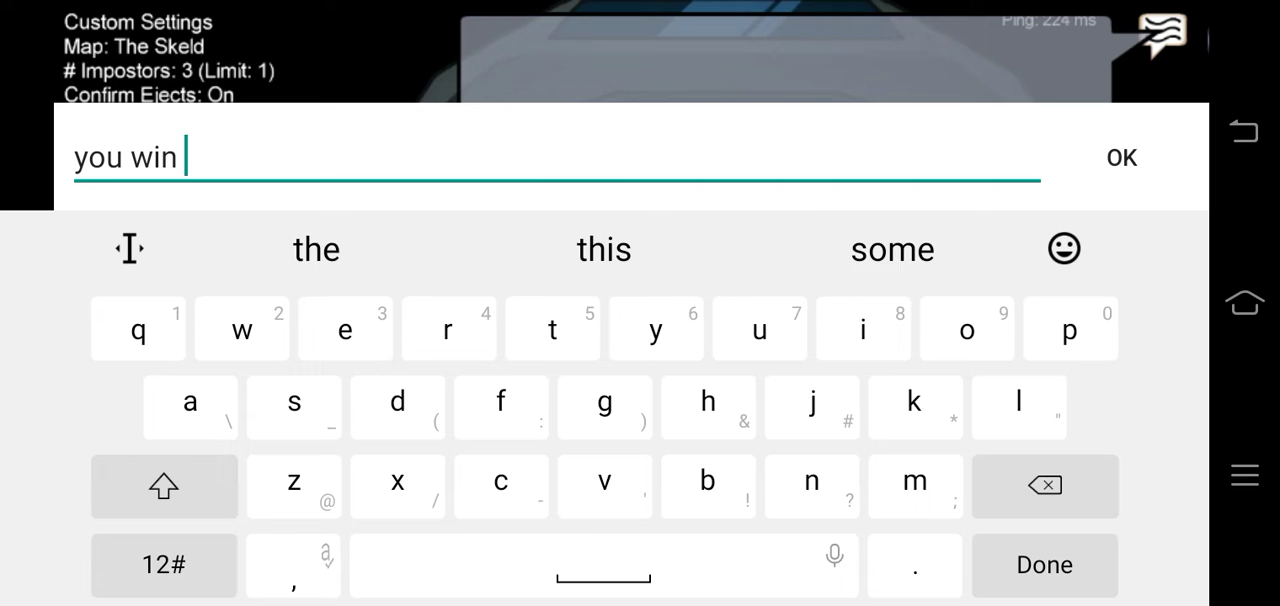 Custom Settings
Map: The Skeld
# Impostors: 3 (Limit: 1)
Confirm Ejects: On
Ping: 224 ms
you win
OK
the this some
q 1 w 2 e 3 r 4 t 5 y 6 u 7 i 8 o 9 p 0
a \ s _ d ( f : g ) h & j # k * l "
z @ x / c - v ' b ! n ? m ;
12# , a . Done